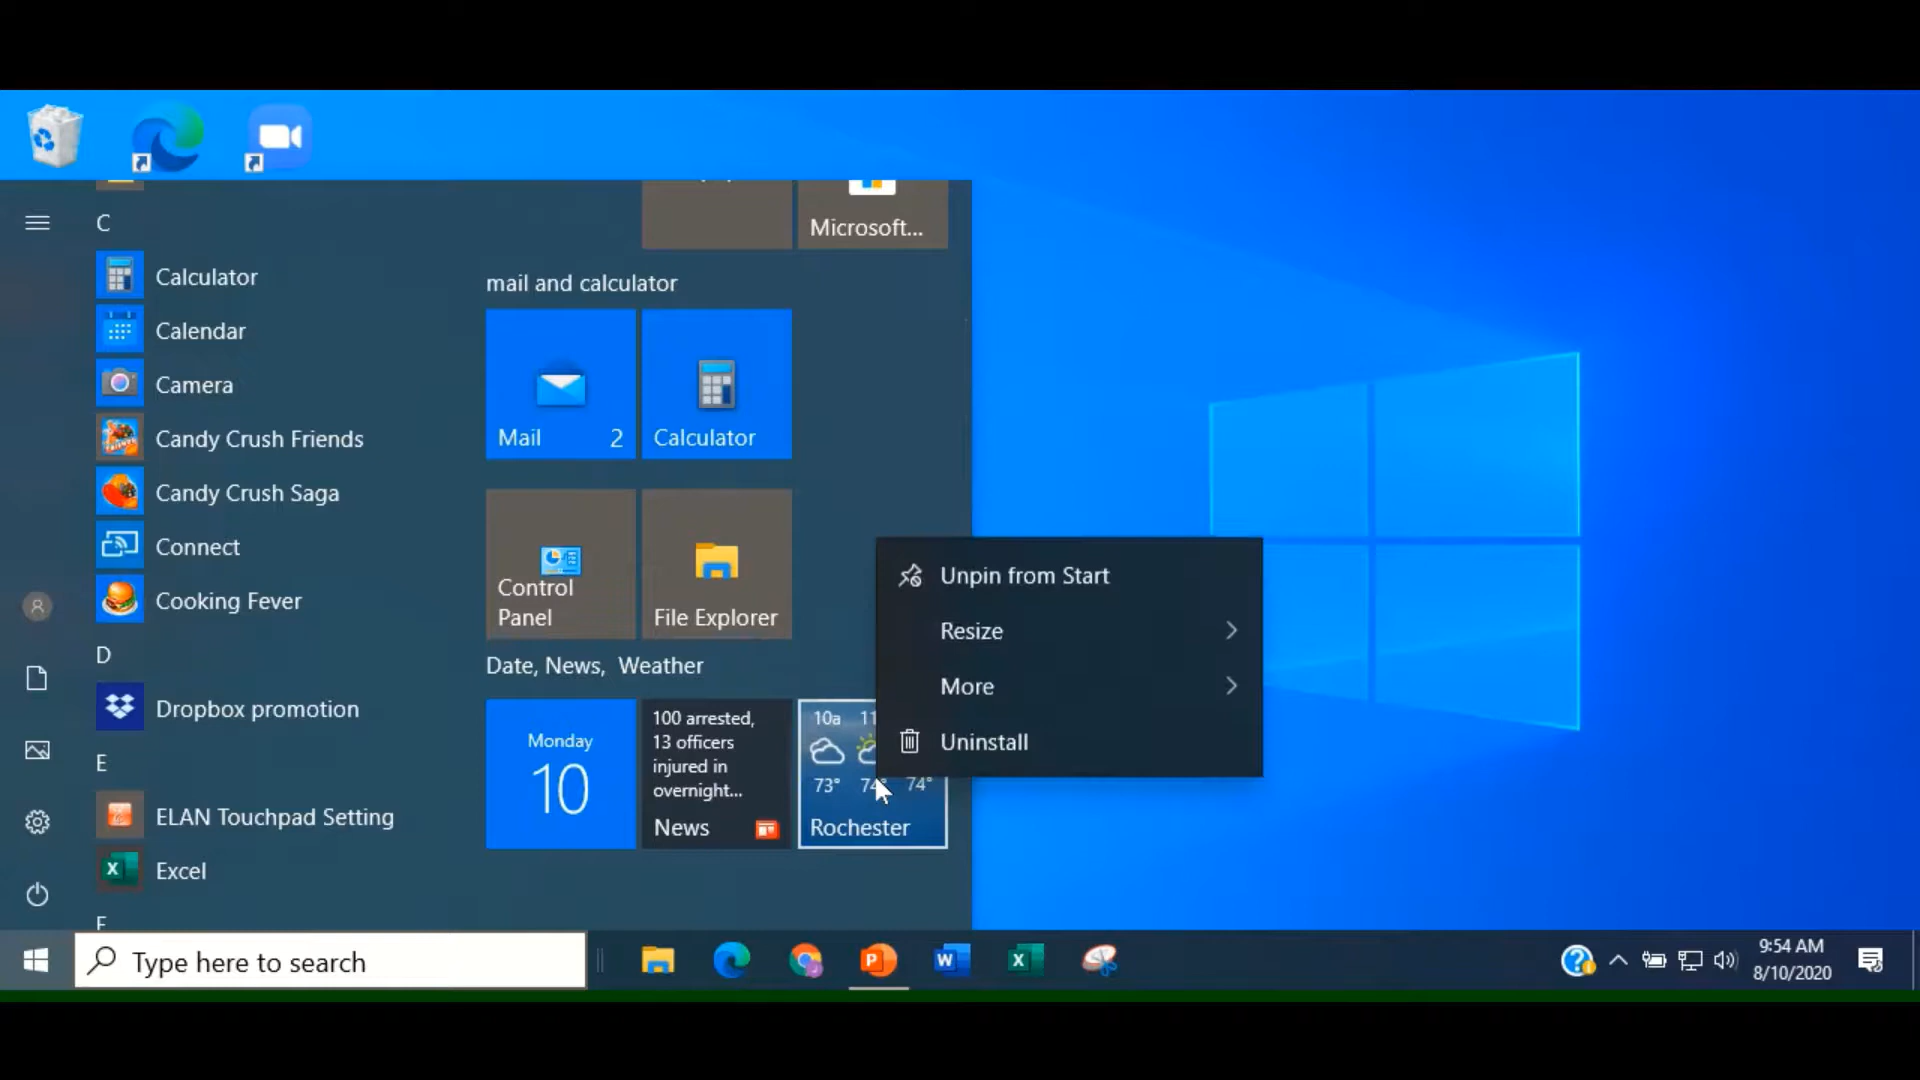 C
Calculator
Calendar
Camera
Candy Crush Friends
Candy Crush Saga
Connect
Cooking Fever
D
Dropbox promotion
E
ELAN Touchpad Setting
Excel
F
Microsoft...
mail and calculator
Mail 2
Calculator
Control
Panel
File Explorer
Date, News, Weather
Monday
10
100 arrested,
13 officers
injured in
overnight...
News
10a 11
73° 74° 74°
Rochester
Unpin from Start
Resize
More
Uninstall
Type here to search
9:54 AM
8/10/2020